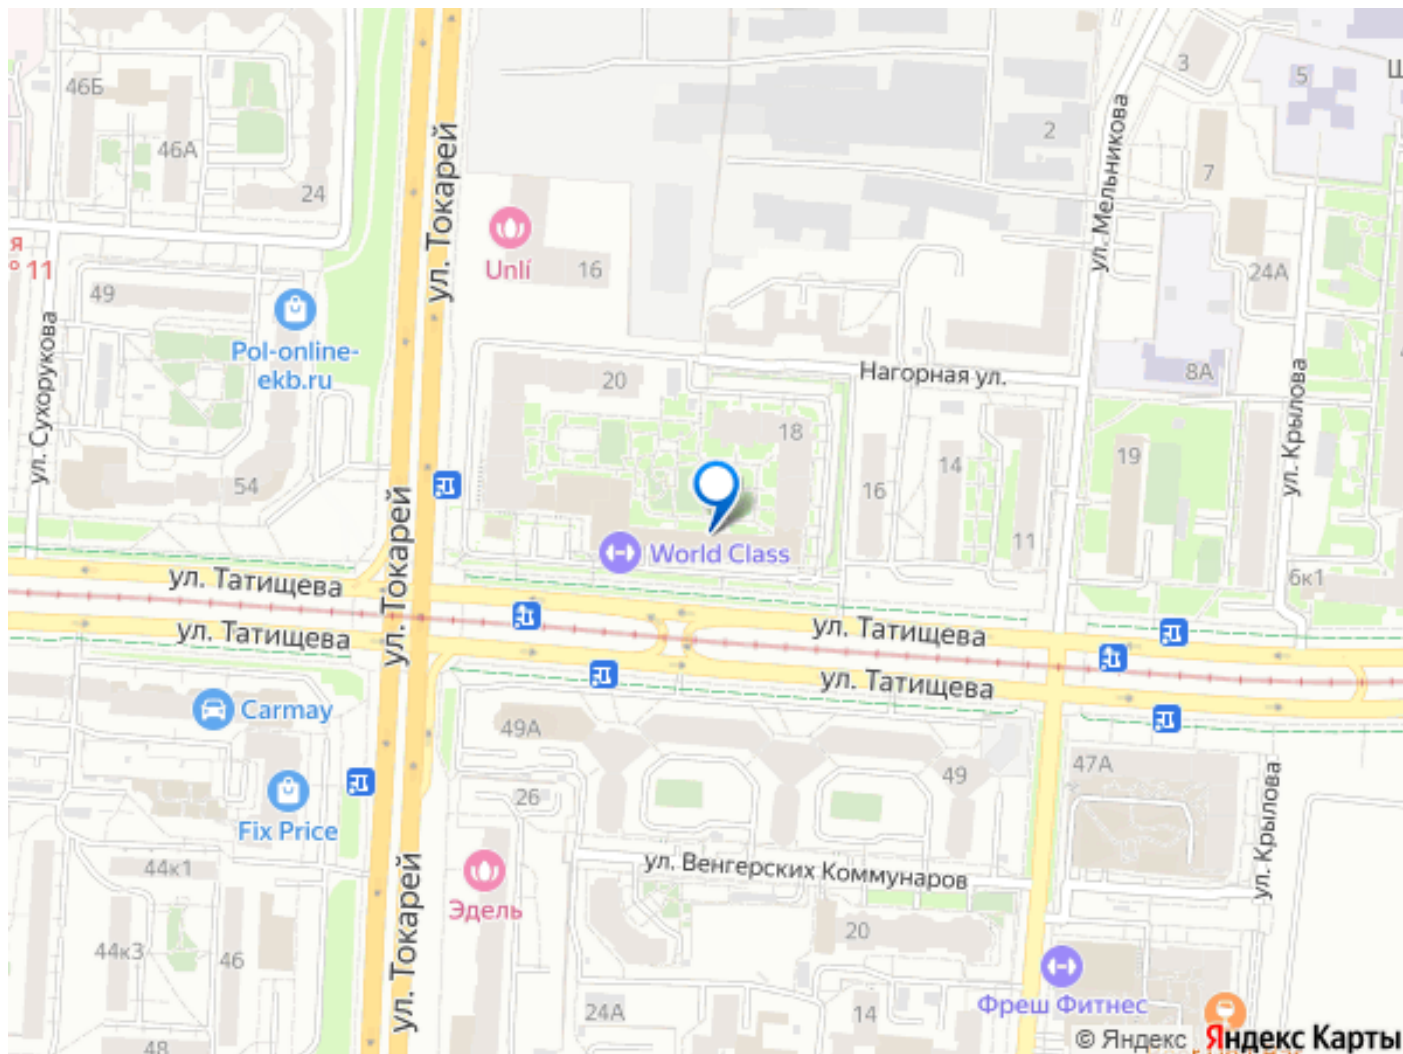 46Б
46А
24
я
° 11
49
Pol-online-
ekb.ru
ул. Сухорукова
54
ул. Токарей
Unlí
16
2
3
5
Ш
7
24А
ул. Мельникова
8А
ул. Крылова
Нагорная ул.
20
18
16
14
11
19
6к1
World Class
ул. Токарей
ул. Татищева
ул. Татищева
ул. Татищева
ул. Татищева
Carmay
Fix Price
49А
49
47А
26
44к1
44к3
46
48
Эдель
ул. Токарей
ул. Венгерских Коммунаров
ул. Крылова
20
24А
14
Фреш Фитнес
© Яндекс Яндекс Карты